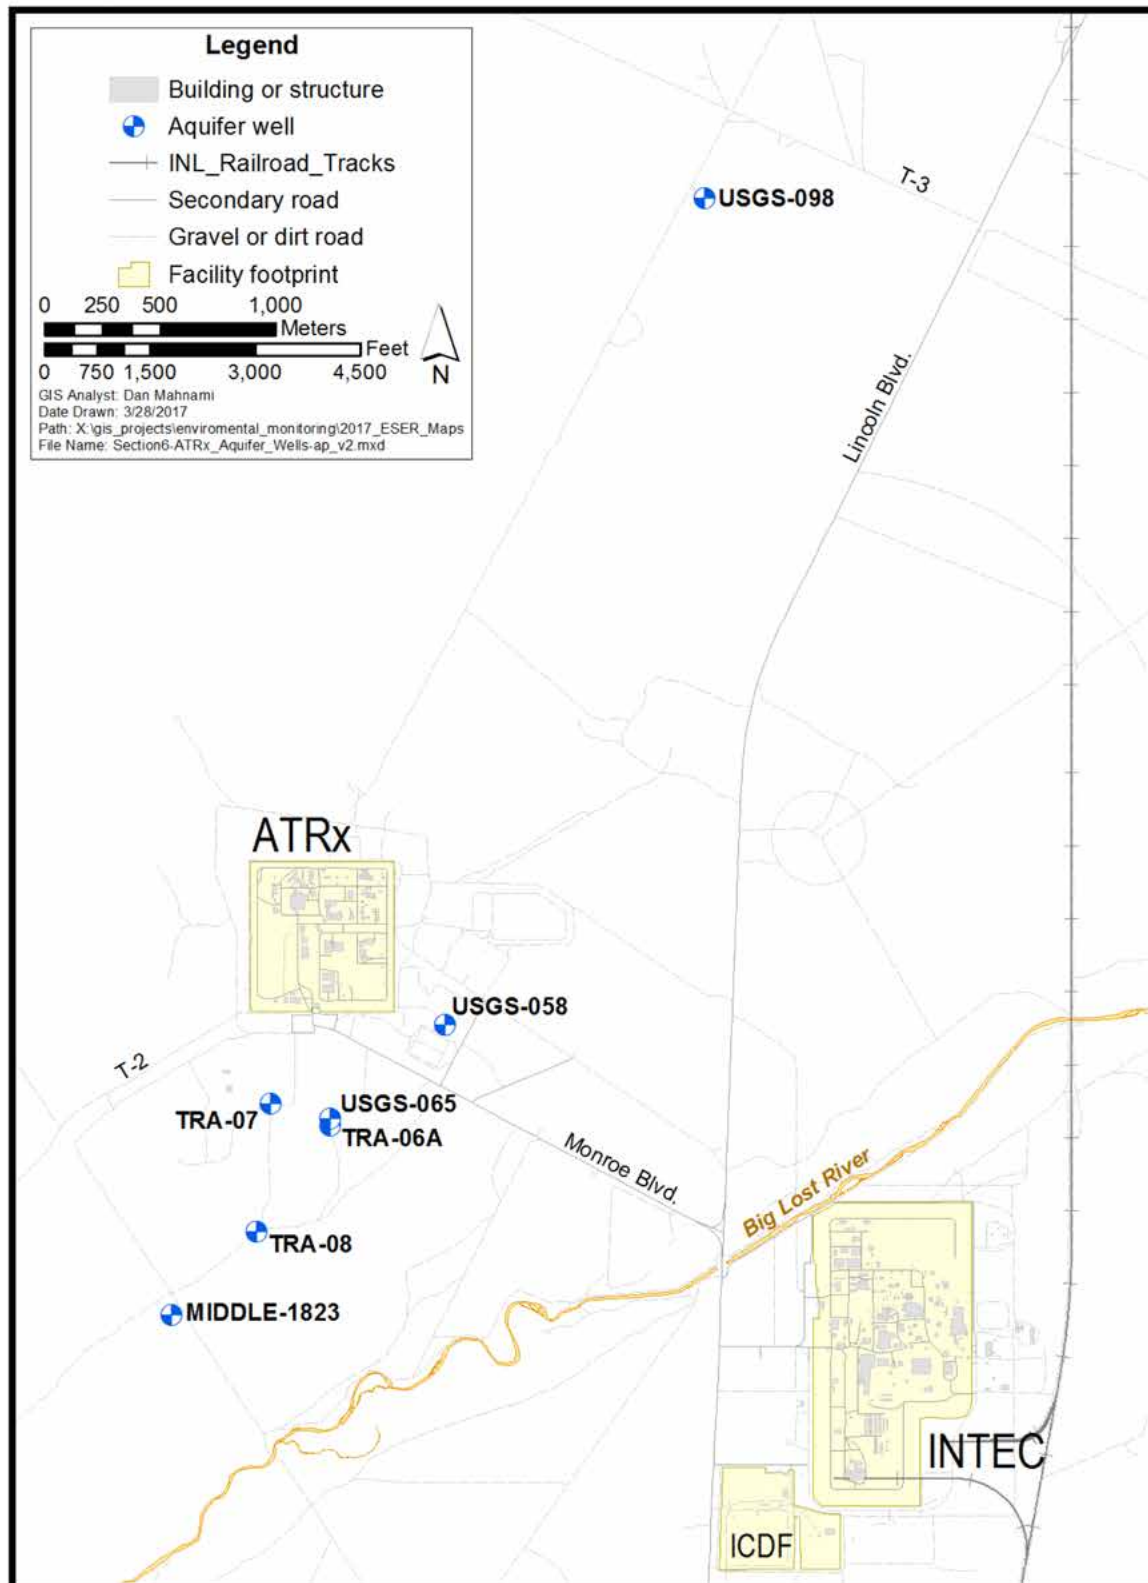 Legend
Building or structure
Aquifer well
INL_Railroad_Tracks
Secondary road
Gravel or dirt road
Facility footprint
0 250 500 1,000
Meters
Feet
0 750 1,500 3,000 4,500
N
GIS Analyst: Dan Mahnami
Date Drawn: 3/28/2017
Path: X:\gis_projects\enviromental_monitoring\2017_ESER_Maps
File Name: Section6-ATRx_Aquifer_Wells-ap_v2.mxd
T-3
USGS-098
Lincoln Blvd.
ATRx
USGS-058
T-2
USGS-065
TRA-07
TRA-06A
Monroe Blvd.
Big Lost River
TRA-08
MIDDLE-1823
INTEC
ICDF